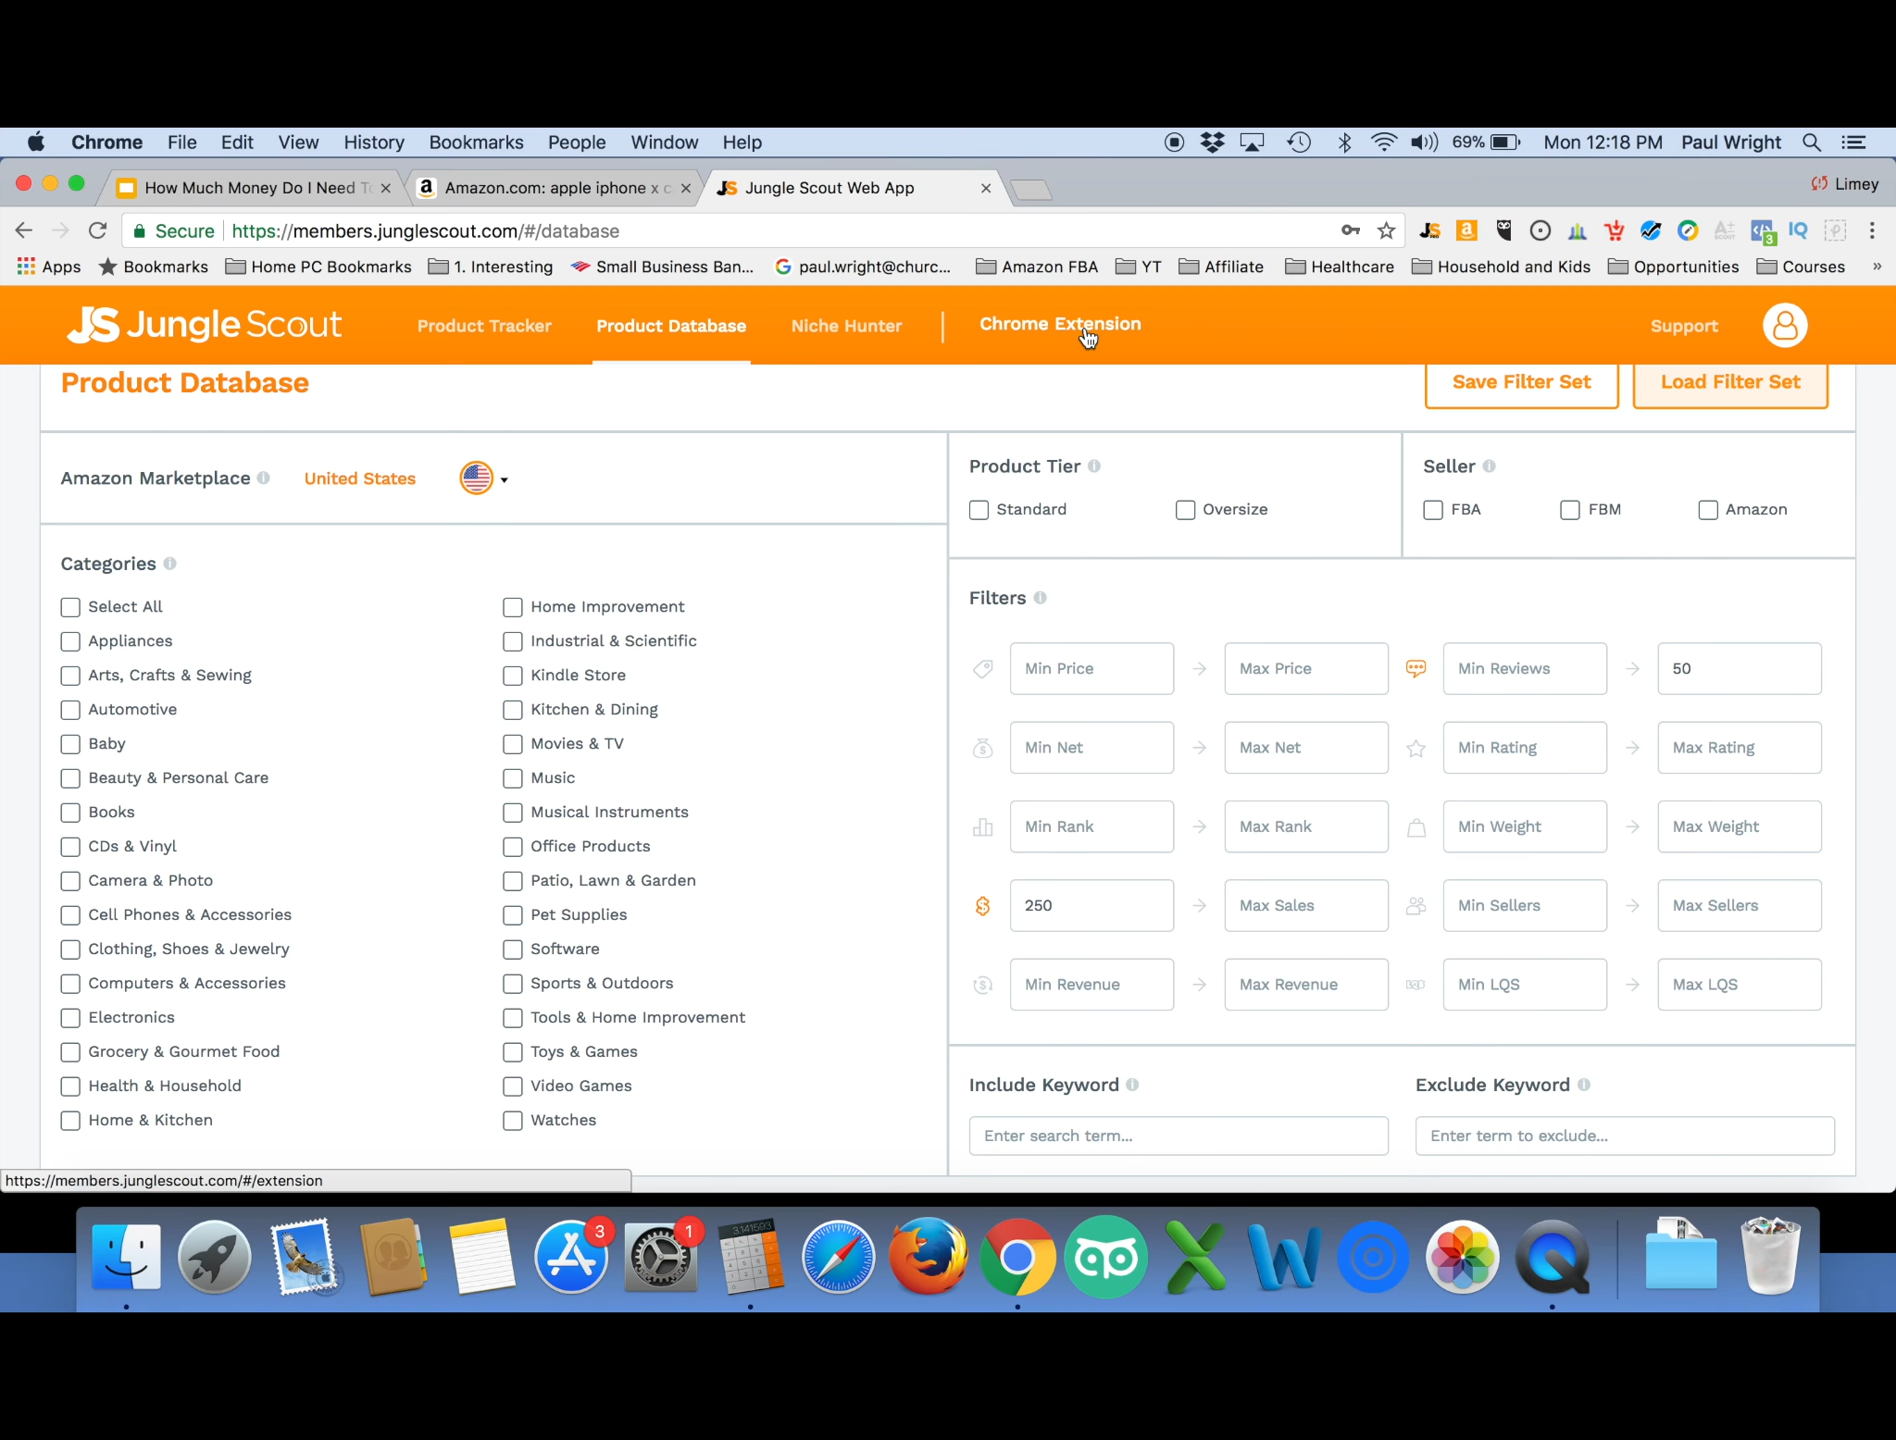 Chrome File Edit View History Bookmarks People Window Help 69% Mon 12:18 PM Paul Wright
How Much Money Do I Need T
Amazon.com: apple iphone x c
Jungle Scout Web App
Limey
Secure https://members.junglescout.com/#/database
Apps Bookmarks Home PC Bookmarks 1. Interesting Small Business Ban... paul.wright@churc... Amazon FBA YT Affiliate Healthcare Household and Kids Opportunities Courses »
JS Jungle Scout Product Tracker Product Database Niche Hunter Chrome Extension Support
Product Database Save Filter Set Load Filter Set
Amazon Marketplace United States
Product Tier
Standard Oversize
Seller
FBA FBM Amazon
Categories
Select All
Appliances
Arts, Crafts & Sewing
Automotive
Baby
Beauty & Personal Care
Books
CDs & Vinyl
Camera & Photo
Cell Phones & Accessories
Clothing, Shoes & Jewelry
Computers & Accessories
Electronics
Grocery & Gourmet Food
Health & Household
Home & Kitchen
Home Improvement
Industrial & Scientific
Kindle Store
Kitchen & Dining
Movies & TV
Music
Musical Instruments
Office Products
Patio, Lawn & Garden
Pet Supplies
Software
Sports & Outdoors
Tools & Home Improvement
Toys & Games
Video Games
Watches
Filters
Min Price Max Price Min Reviews 50
Min Net Max Net Min Rating Max Rating
Min Rank Max Rank Min Weight Max Weight
250 Max Sales Min Sellers Max Sellers
Min Revenue Max Revenue Min LQS Max LQS
Include Keyword
Enter search term...
Exclude Keyword
Enter term to exclude...
https://members.junglescout.com/#/extension
3
1
3.141593